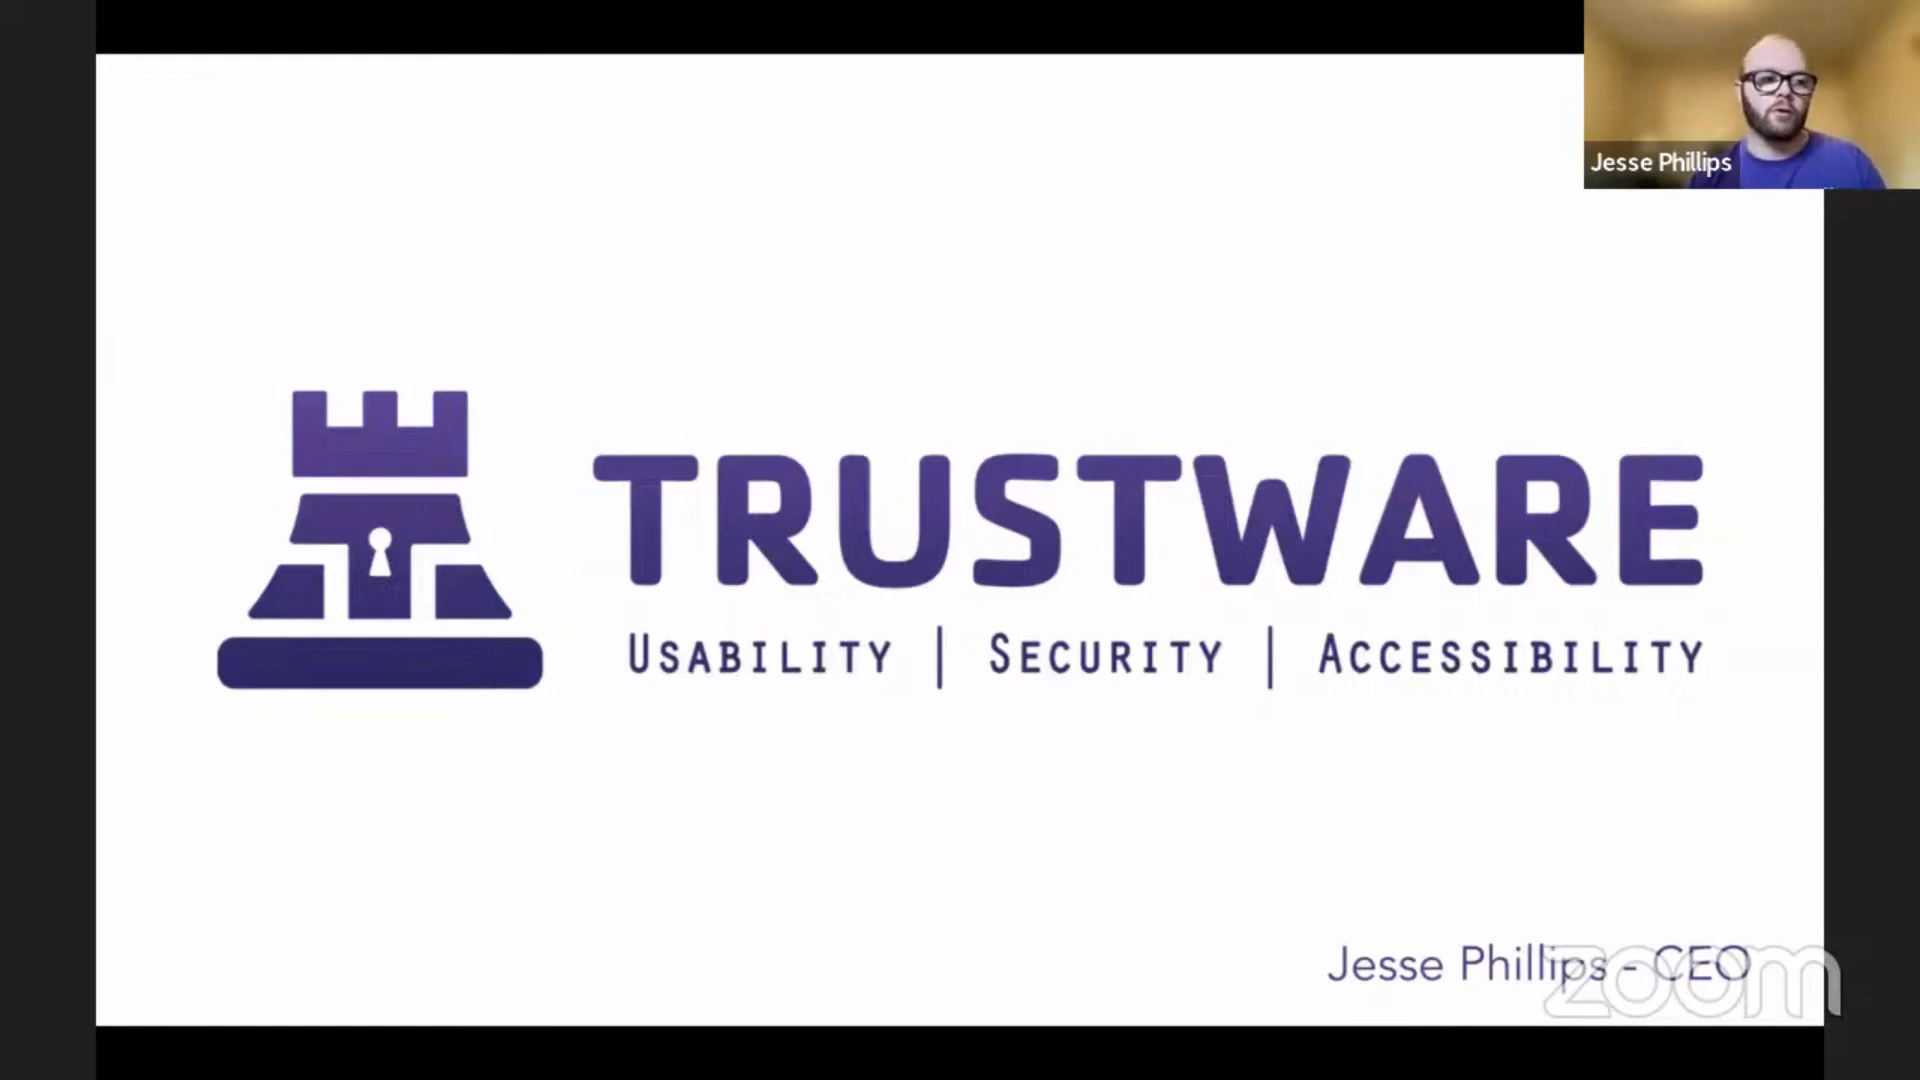 Jesse Phillips
TRUSTWARE
USABILITY | SECURITY | ACCESSIBILITY
Jesse Phillips - CEO
zoom